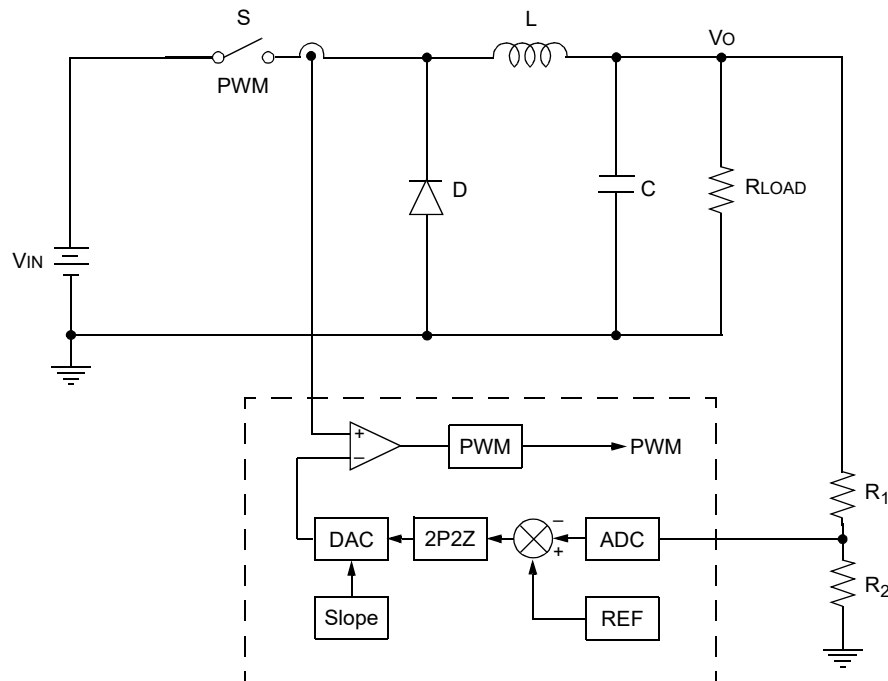 S
L
VO
PWM
D
C
RLOAD
VIN
+
−
PWM
PWM
R1
DAC
2P2Z
−
+
ADC
R2
Slope
REF